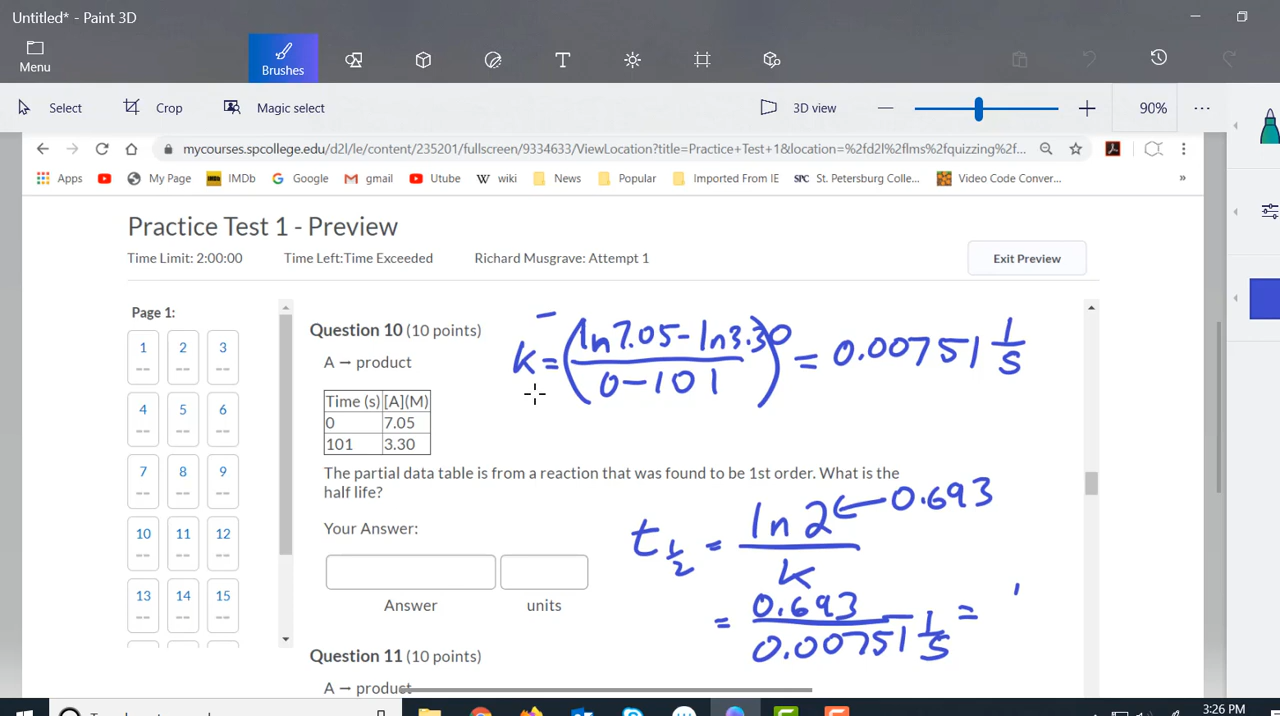 Untitled* - Paint 3D
Menu
Brushes
Select
Crop
Magic select
3D view
90%
mycourses.spcollege.edu/d2l/le/content/235201/fullscreen/9334633/ViewLocation?title=Practice+Test+1&location=%2fd2l%2flms%2fquizzing%2f...
Apps
My Page
IMDb
Google
gmail
Utube
wiki
News
Popular
Imported From IE
SPC St. Petersburg Colle...
Video Code Conver...
»
Practice Test 1 - Preview
Time Limit: 2:00:00 Time Left:Time Exceeded Richard Musgrave: Attempt 1
Exit Preview
Page 1:
1 2 3
-- -- --
4 5 6
-- -- --
7 8 9
-- -- --
10 11 12
-- -- --
13 14 15
-- -- --
Question 10 (10 points)
A → product
Time (s) [A](M)
0 7.05
101 3.30
k = -(ln7.05-ln3.30 / 0-101) = 0.00751 1/s
The partial data table is from a reaction that was found to be 1st order. What is the
half life?
Your Answer:
Answer
units
t 1/2 = ln 2 / k ← 0.693
= 0.693 / 0.00751 1/s =
Question 11 (10 points)
A → product
3:26 PM